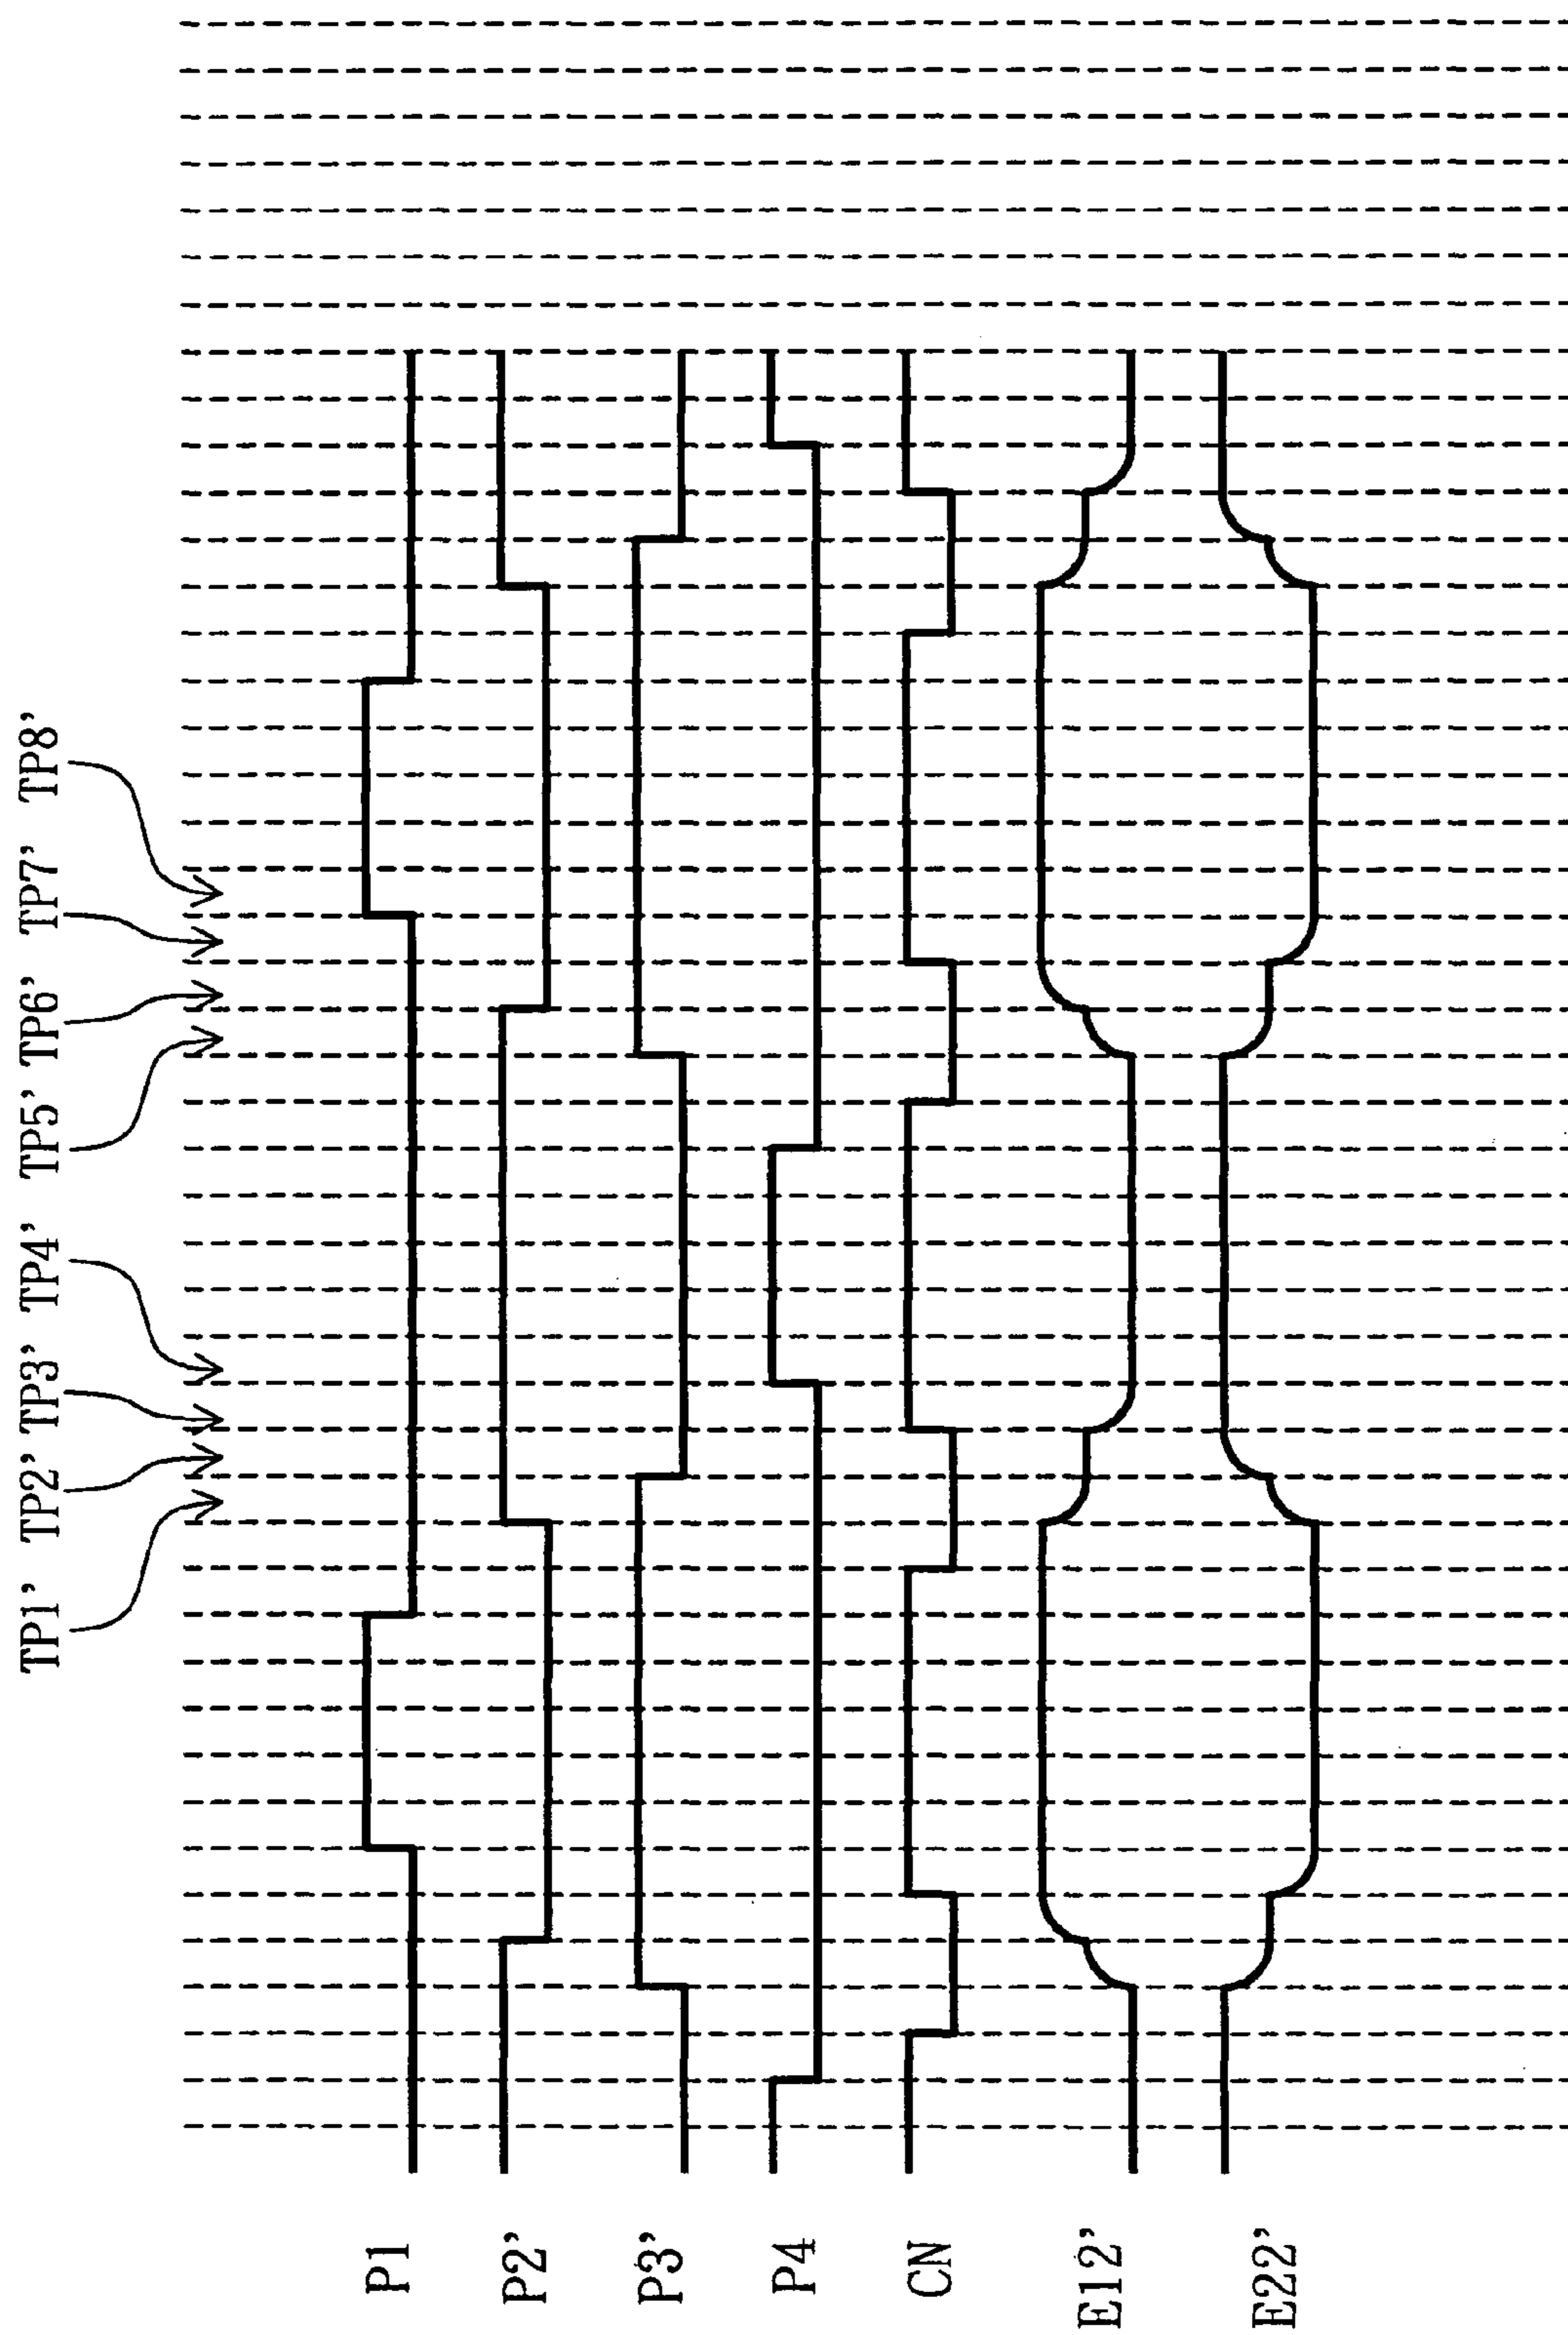 TP1’ TP2’ TP3’ TP4’ TP5’ TP6’ TP7’ TP8’
P1
P2’
P3’
P4
CN
E12’
E22’